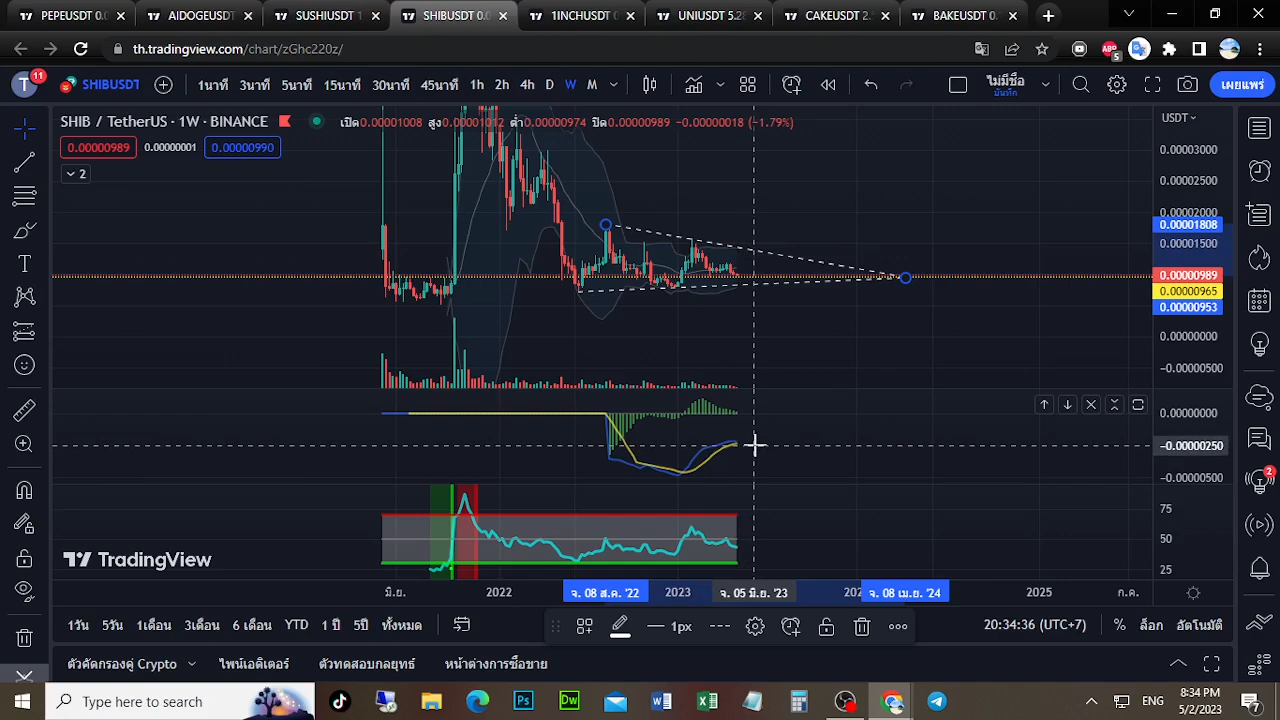 PEPEUSDT 1
AIDOGEUSDT
SUSHIUSDT 1
SHIBUSDT 0.0
1INCHUSDT 0
UNIUSDT 5.28
CAKEUSDT 2.5
BAKEUSDT 0.
th.tradingview.com/chart/zGhc220z/
T 11 SHIBUSDT 1นาที 3นาที 5นาที 15นาที 30นาที 45นาที 1h 2h 4h D W M ไม่มีชื่อ เผยแพร่
บันทึก
SHIB / TetherUS · 1W · BINANCE เปิด0.00001008 สูง0.00001012 ต่ำ0.00000974 ปิด0.00000989 −0.00000018 (−1.79%)
USDT
0.00000989 0.00000001 0.00000990
2
0.00003000
0.00002500
0.00002000
0.00001808
0.00001500
0.00000989
0.00000965
0.00000953
0.00000000
−0.00000500
0.00000000
−0.00000250
−0.00000500
75
50
25
TradingView
มิ.ย. 2022 จ. 08 ส.ค. '22 2023 จ. 05 มิ.ย. '23 จ. 08 เม.ย. '24 2025 ก.ค.
1วัน 5วัน 1เดือน 3เดือน 6 เดือน YTD 1 ปี 5ปี ทั้งหมด 1px 20:34:36 (UTC+7) % ล็อก อัตโนมัติ
ตัวคัดกรองคู่ Crypto ไพน์เอดิเตอร์ ตัวทดสอบกลยุทธ์ หน้าต่างการซื้อขาย
Type here to search
ENG
8:34 PM
5/2/2023
7